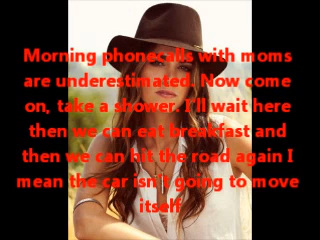 Morning phonecalls with moms
are underestimated. Now come
on, take a shower. I'll wait here
then we can eat breakfast and
then we can hit the road again I
mean the car isn't going to move
itself